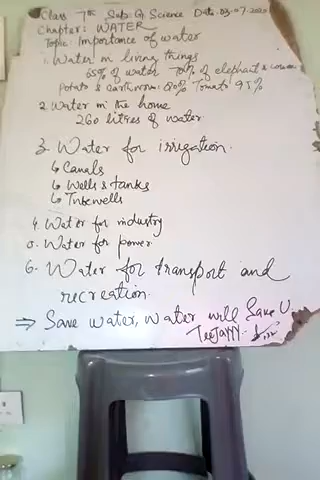 Class 7th Sub: G. Science Date: 03-07-2020
Chapter: WATER
Topic: Importance of water
1. Water in living things
65% of water 70% of elephant &
Potato & earthworm 80% Tomato 95%
2. Water in the home
260 litres of water
3. Water for irrigation.
↳ Canals
↳ Wells & tanks
↳ Tubewells
4. Water for industry
5. Water for power
6. Water for transport and
recreation.
⇒ Save water, water will Save U.